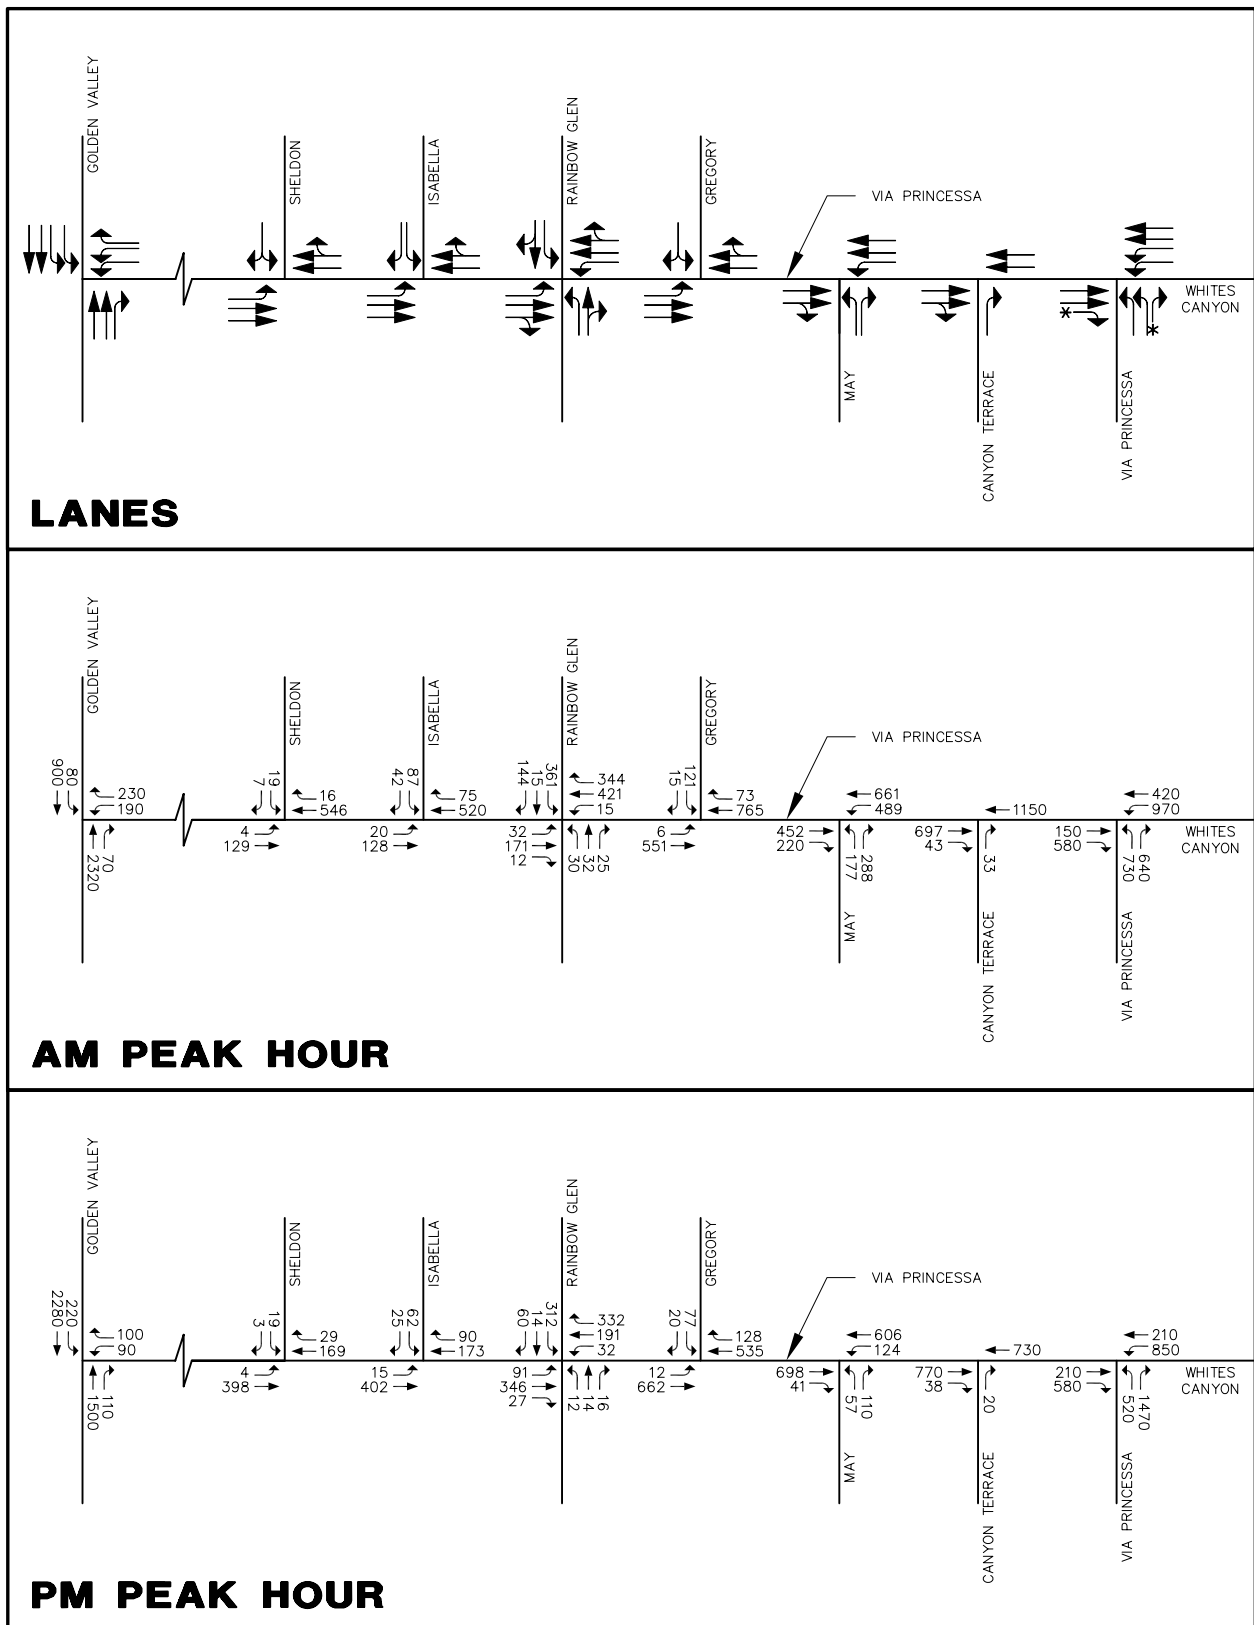 GOLDEN VALLEY
SHELDON
ISABELLA
RAINBOW GLEN
GREGORY
VIA PRINCESSA
WHITES
CANYON
*
*
MAY
CANYON TERRACE
VIA PRINCESSA
LANES
GOLDEN VALLEY
SHELDON
ISABELLA
RAINBOW GLEN
GREGORY
VIA PRINCESSA
900
80
230
190
2320
70
7
19
16
546
4
129
42
87
75
520
20
128
144
15
361
344
421
15
32
171
12
30
32
25
15
121
73
765
6
551
661
489
452
220
177
288
1150
697
43
33
420
970
150
580
730
640
WHITES
CANYON
MAY
CANYON TERRACE
VIA PRINCESSA
AM PEAK HOUR
GOLDEN VALLEY
SHELDON
ISABELLA
RAINBOW GLEN
GREGORY
VIA PRINCESSA
2280
220
100
90
1500
110
3
19
29
169
4
398
25
62
90
173
15
402
60
14
312
332
191
32
91
346
27
12
14
16
20
77
128
535
12
662
606
124
698
41
57
110
730
770
38
20
210
850
210
580
520
1470
WHITES
CANYON
MAY
CANYON TERRACE
VIA PRINCESSA
PM PEAK HOUR